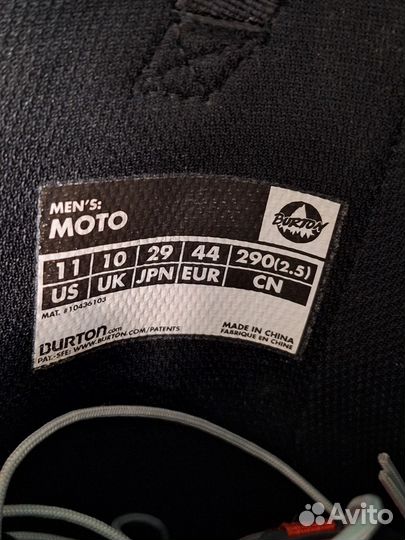 MEN'S:
MOTO
BURTON
11 10 29 44 290(2.5)
US UK JPN EUR CN
MAT. #10436103
BURTON.com
PAT.-SEE: WWW.BURTON.COM/PATENTS
MADE IN CHINA
FABRIQUE EN CHINE
Avito